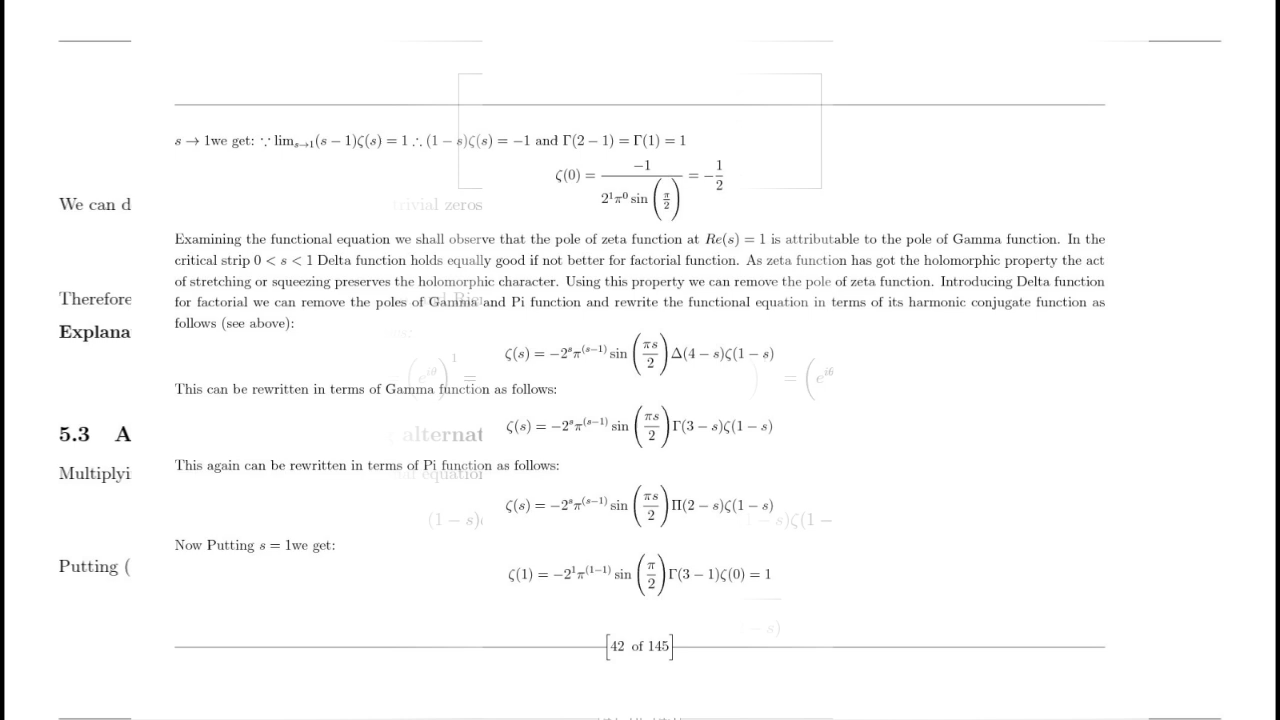 s → 1we get: ∵ lim_{s→1}(s − 1)ζ(s) = 1 ∴ (1 − s)ζ(s) = −1 and Γ(2 − 1) = Γ(1) = 1
ζ(0) = −1 / (2¹π⁰ sin (π/2)) = −1/2
We can d
trivial zeros
Examining the functional equation we shall observe that the pole of zeta function at Re(s) = 1 is attributable to the pole of Gamma function. In the
critical strip 0 < s < 1 Delta function holds equally good if not better for factorial function. As zeta function has got the holomorphic property the act
of stretching or squeezing preserves the holomorphic character. Using this property we can remove the pole of zeta function. Introducing Delta function
Therefore
for factorial we can remove the poles of Gamma and Pi function and rewrite the functional equation in terms of its harmonic conjugate function as
follows (see above):
Explana
ζ(s) = −2^s π^(s−1) sin (πs/2) Δ(4 − s)ζ(1 − s)
(e^{iθ})^1 =
This can be rewritten in terms of Gamma function as follows:
ζ(s) = −2^s π^(s−1) sin (πs/2) Γ(3 − s)ζ(1 − s)
5.3 A
alternat
This again can be rewritten in terms of Pi function as follows:
Multiplyi
equation
ζ(s) = −2^s π^(s−1) sin (πs/2) Π(2 − s)ζ(1 − s)
(1 − s)
− s)ζ(1 −
Now Putting s = 1we get:
Putting (
ζ(1) = −2¹π^(1−1) sin (π/2) Γ(3 − 1)ζ(0) = 1
− s)
[42 of 145]